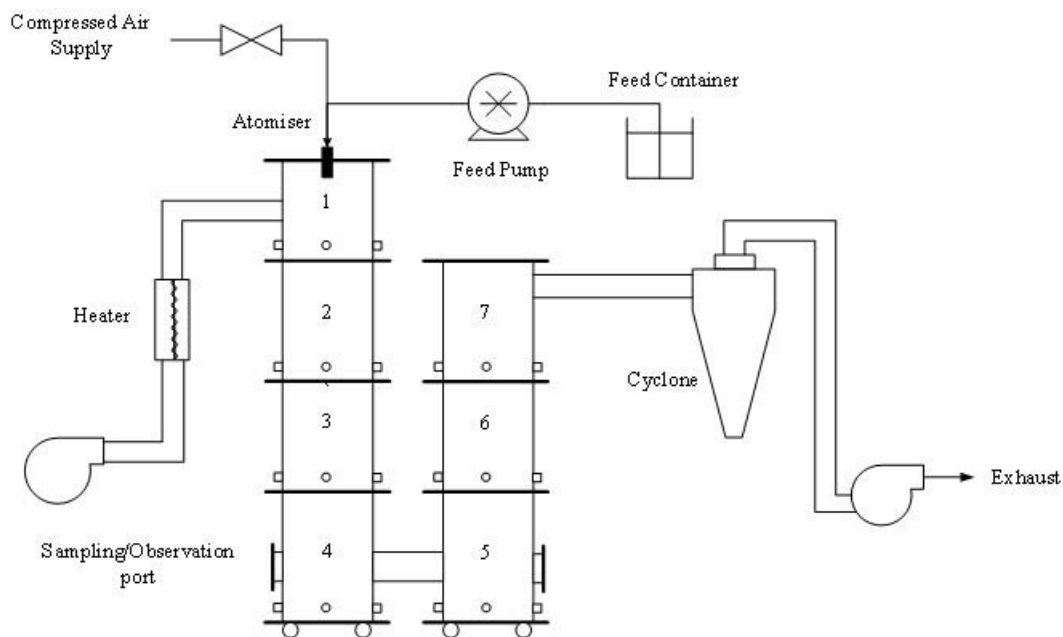 Compressed Air
Supply
Feed Container
Atomiser
Feed Pump
1
2
7
Heater
Cyclone
3
6
Exhaust
Sampling/Observation
port
4
5